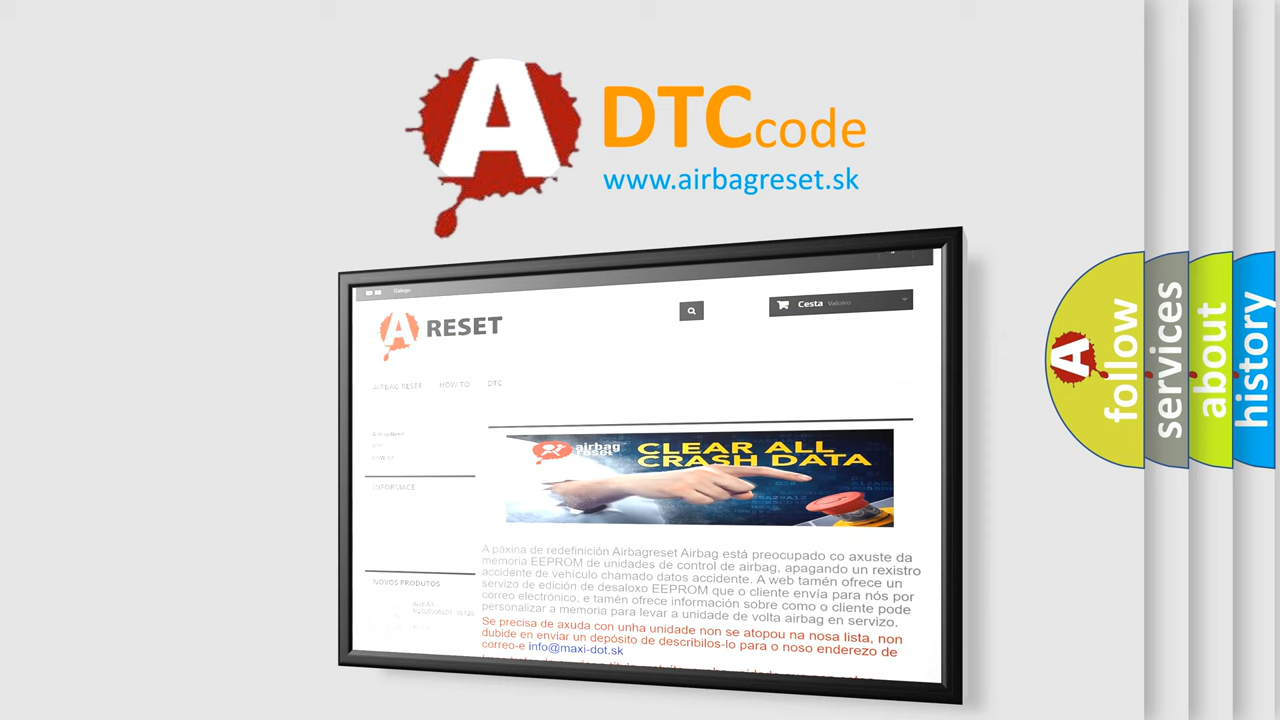 A
DTCcode
www.airbagreset.sk
Galego
A RESET
Cesta
AIRBAG RESET HOW TO DTC
INFORMACE
airbag
reset
CLEAR ALL
CRASH DATA
A páxina de redefinición Airbagreset Airbag está preocupado co axuste da
memoria EEPROM de unidades de control de airbag, apagando un rexistro
accidente de vehículo chamado datos accidente. A web tamén ofrece un
servizo de edición de desaloxo EEPROM que o cliente envía para nós por
correo electrónico, e tamén ofrece información sobre como o cliente pode
personalizar a memoria para levar a unidade de volta airbag en servizo.
Se precisa de axuda con unha unidade non se atopou na nosa lista, non
dubide en enviar un depósito de describilos-lo para o noso enderezo de
correo-e info@maxi-dot.sk
NOVOS PRODUTOS
A
follow
services
about
history